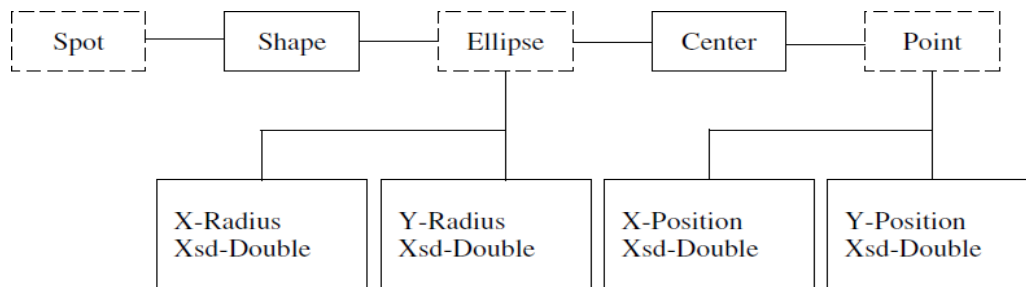 Spot
Shape
Ellipse
Center
Point
X-Radius
Xsd-Double
Y-Radius
Xsd-Double
X-Position
Xsd-Double
Y-Position
Xsd-Double